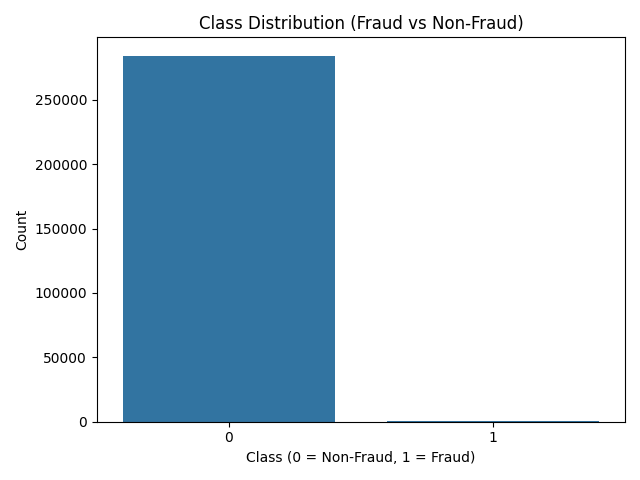 Class Distribution (Fraud vs Non-Fraud)
250000
200000
150000
100000
50000
0
Count
0 1
Class (0 = Non-Fraud, 1 = Fraud)